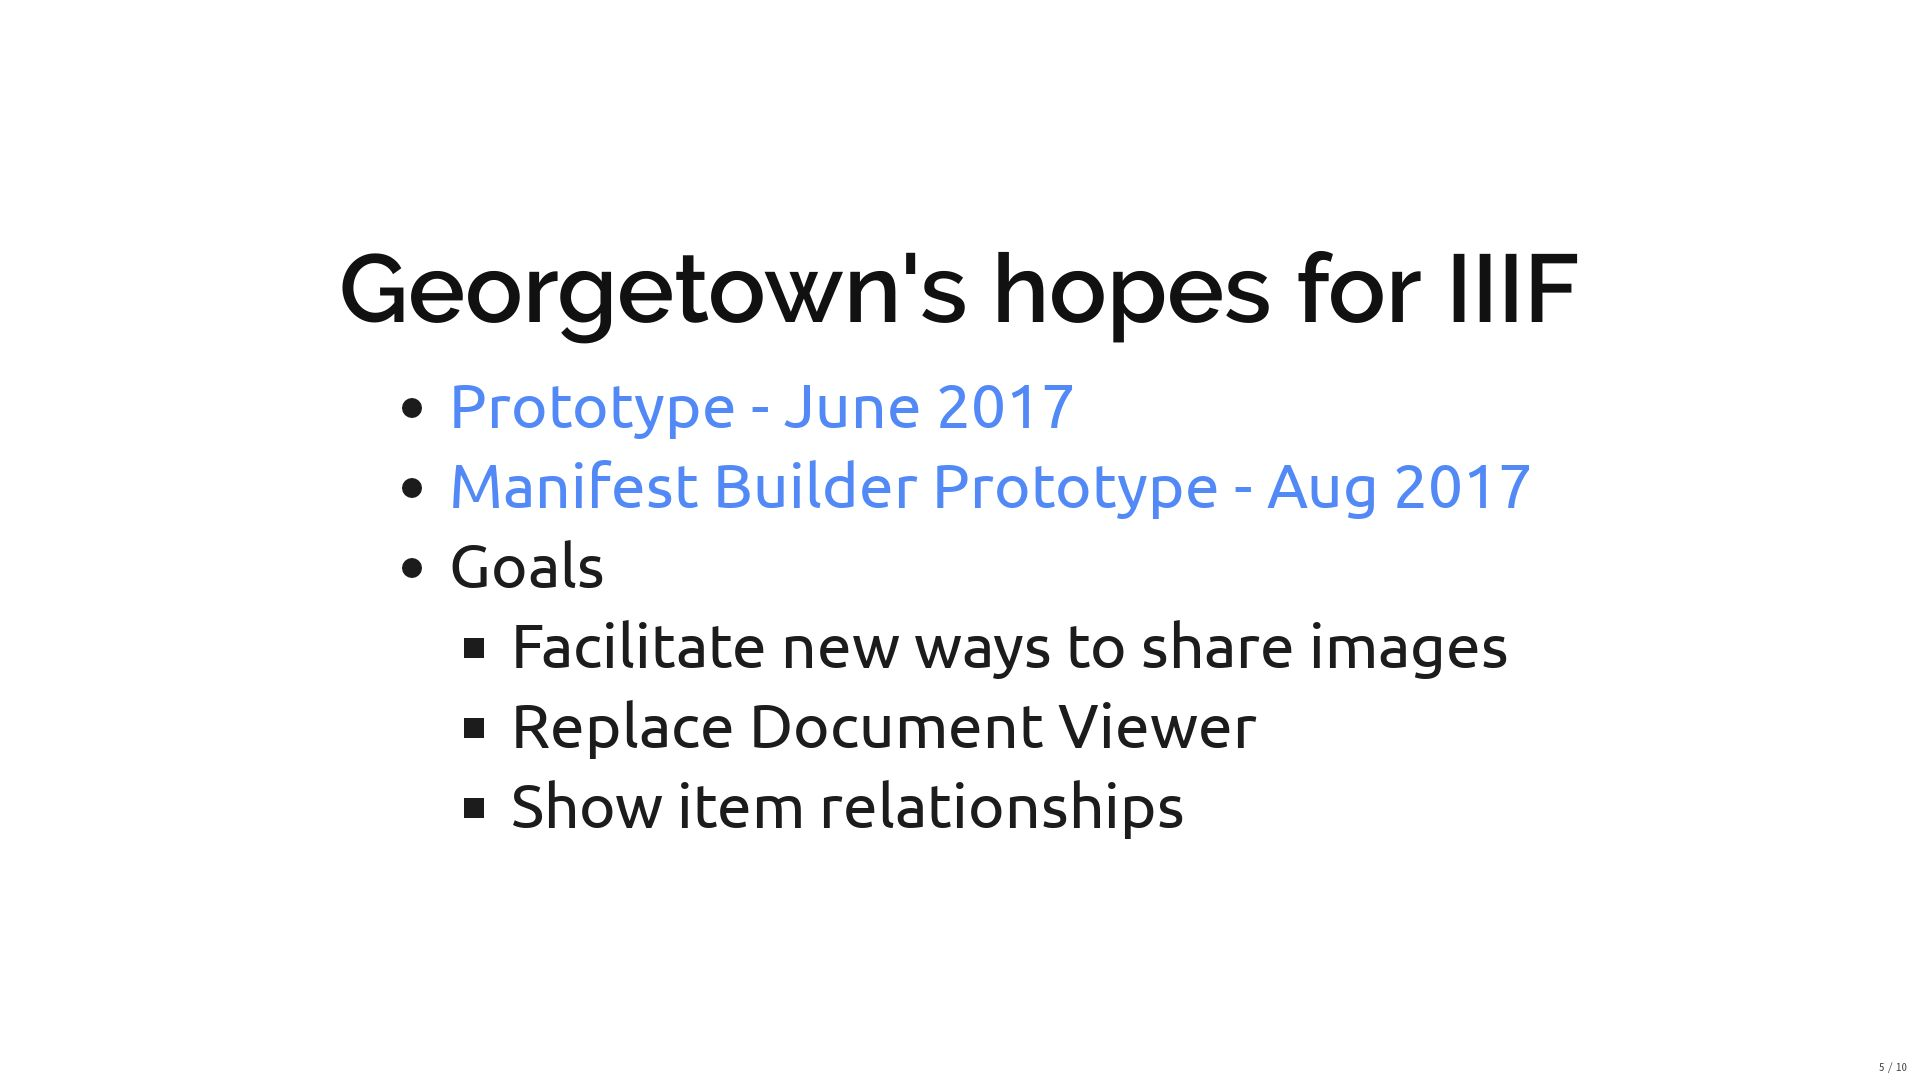 Georgetown's hopes for IIIF
Prototype - June 2017
Manifest Builder Prototype - Aug 2017
Goals
Facilitate new ways to share images
Replace Document Viewer
Show item relationships
5 / 10